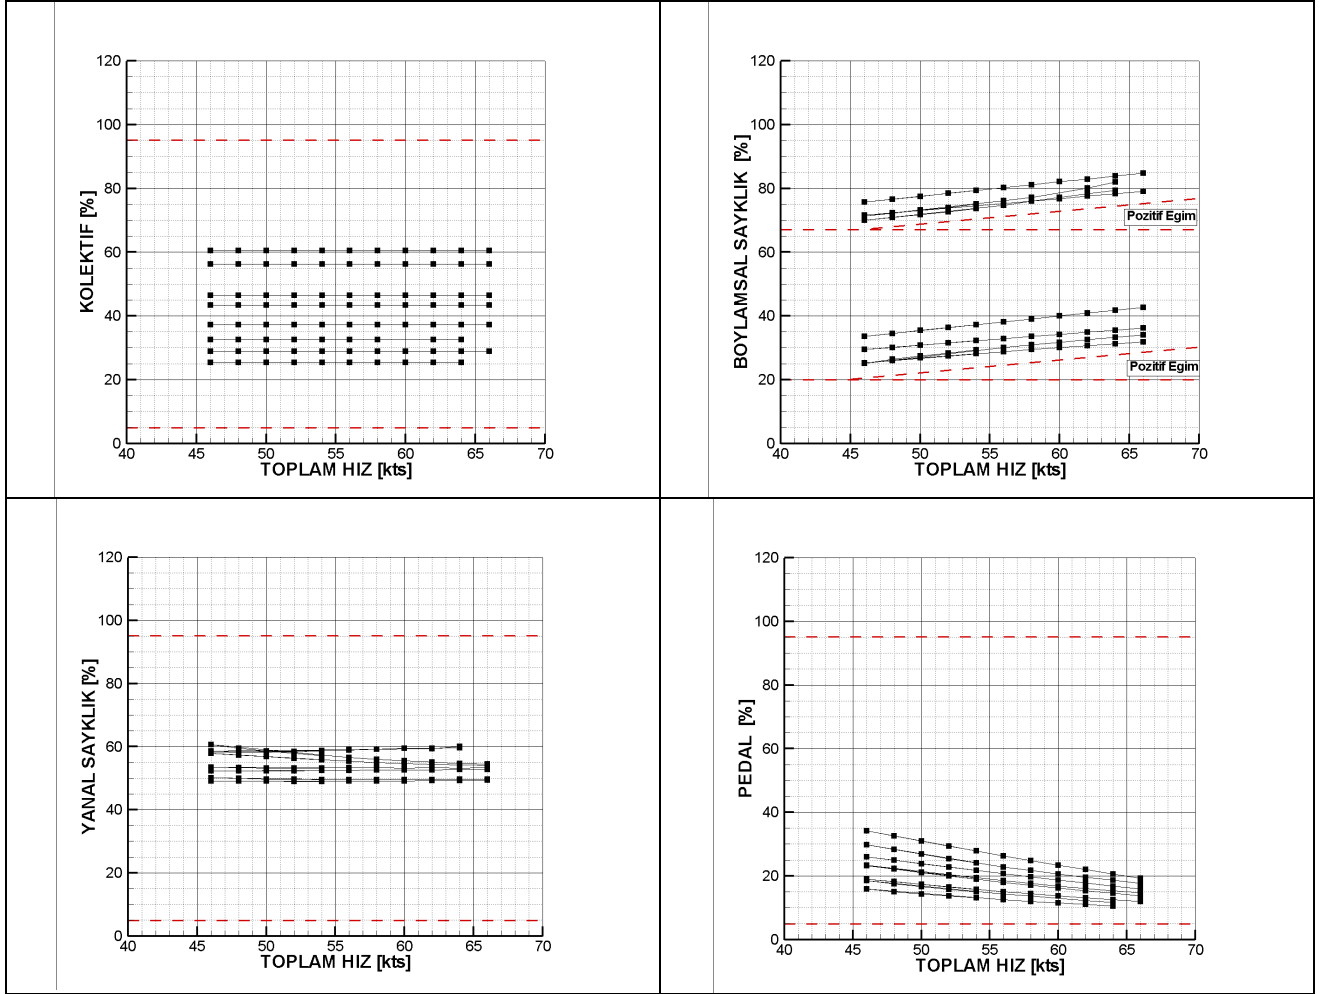 120
100
80
60
40
20
0
40 45 50 55 60 65 70
KOLEKTIF [%]
TOPLAM HIZ [kts]
120
100
80
60
40
20
0
40 45 50 55 60 65 70
BOYLAMSAL SAYKLIK [%]
Pozitif Egim
Pozitif Egim
TOPLAM HIZ [kts]
120
100
80
60
40
20
0
40 45 50 55 60 65 70
YANAL SAYKLIK [%]
TOPLAM HIZ [kts]
120
100
80
60
40
20
0
40 45 50 55 60 65 70
PEDAL [%]
TOPLAM HIZ [kts]